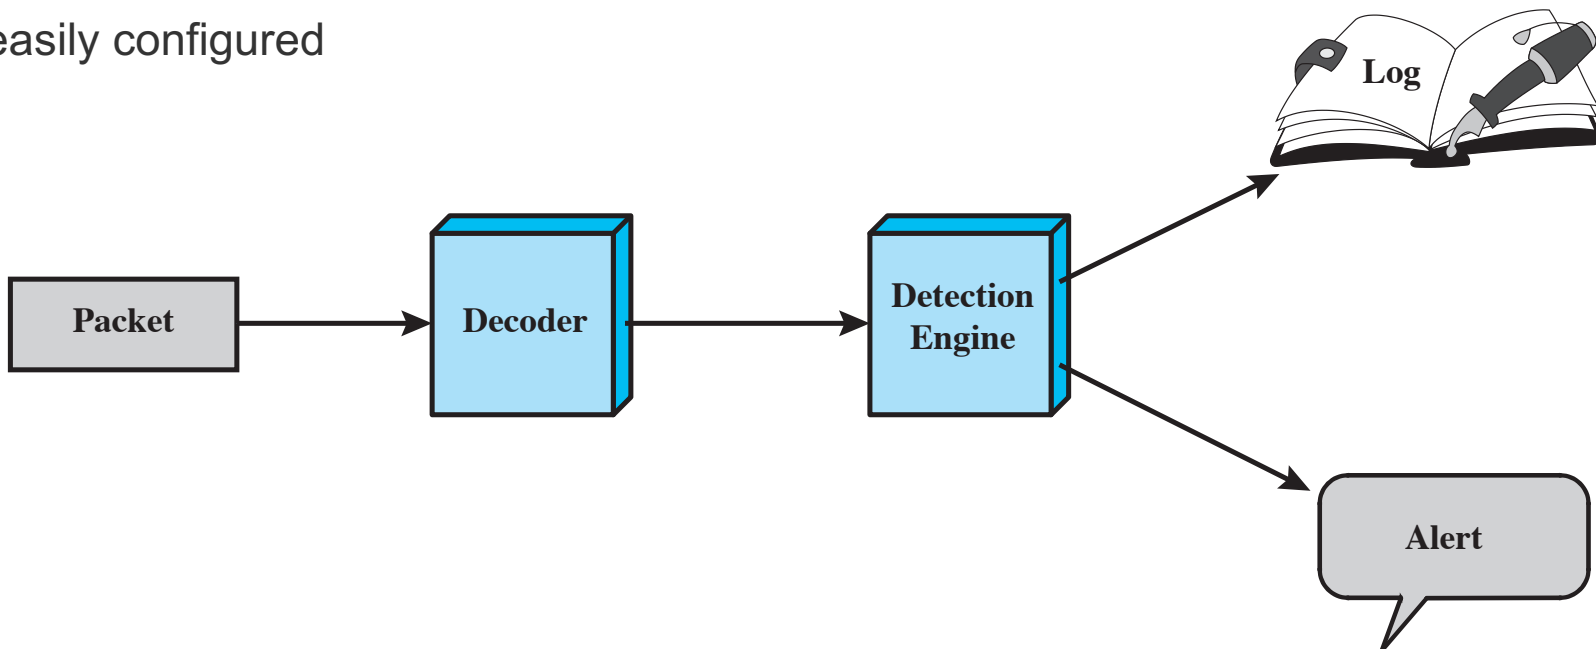 easily configured
Log
Packet
Decoder
Detection
Engine
Alert